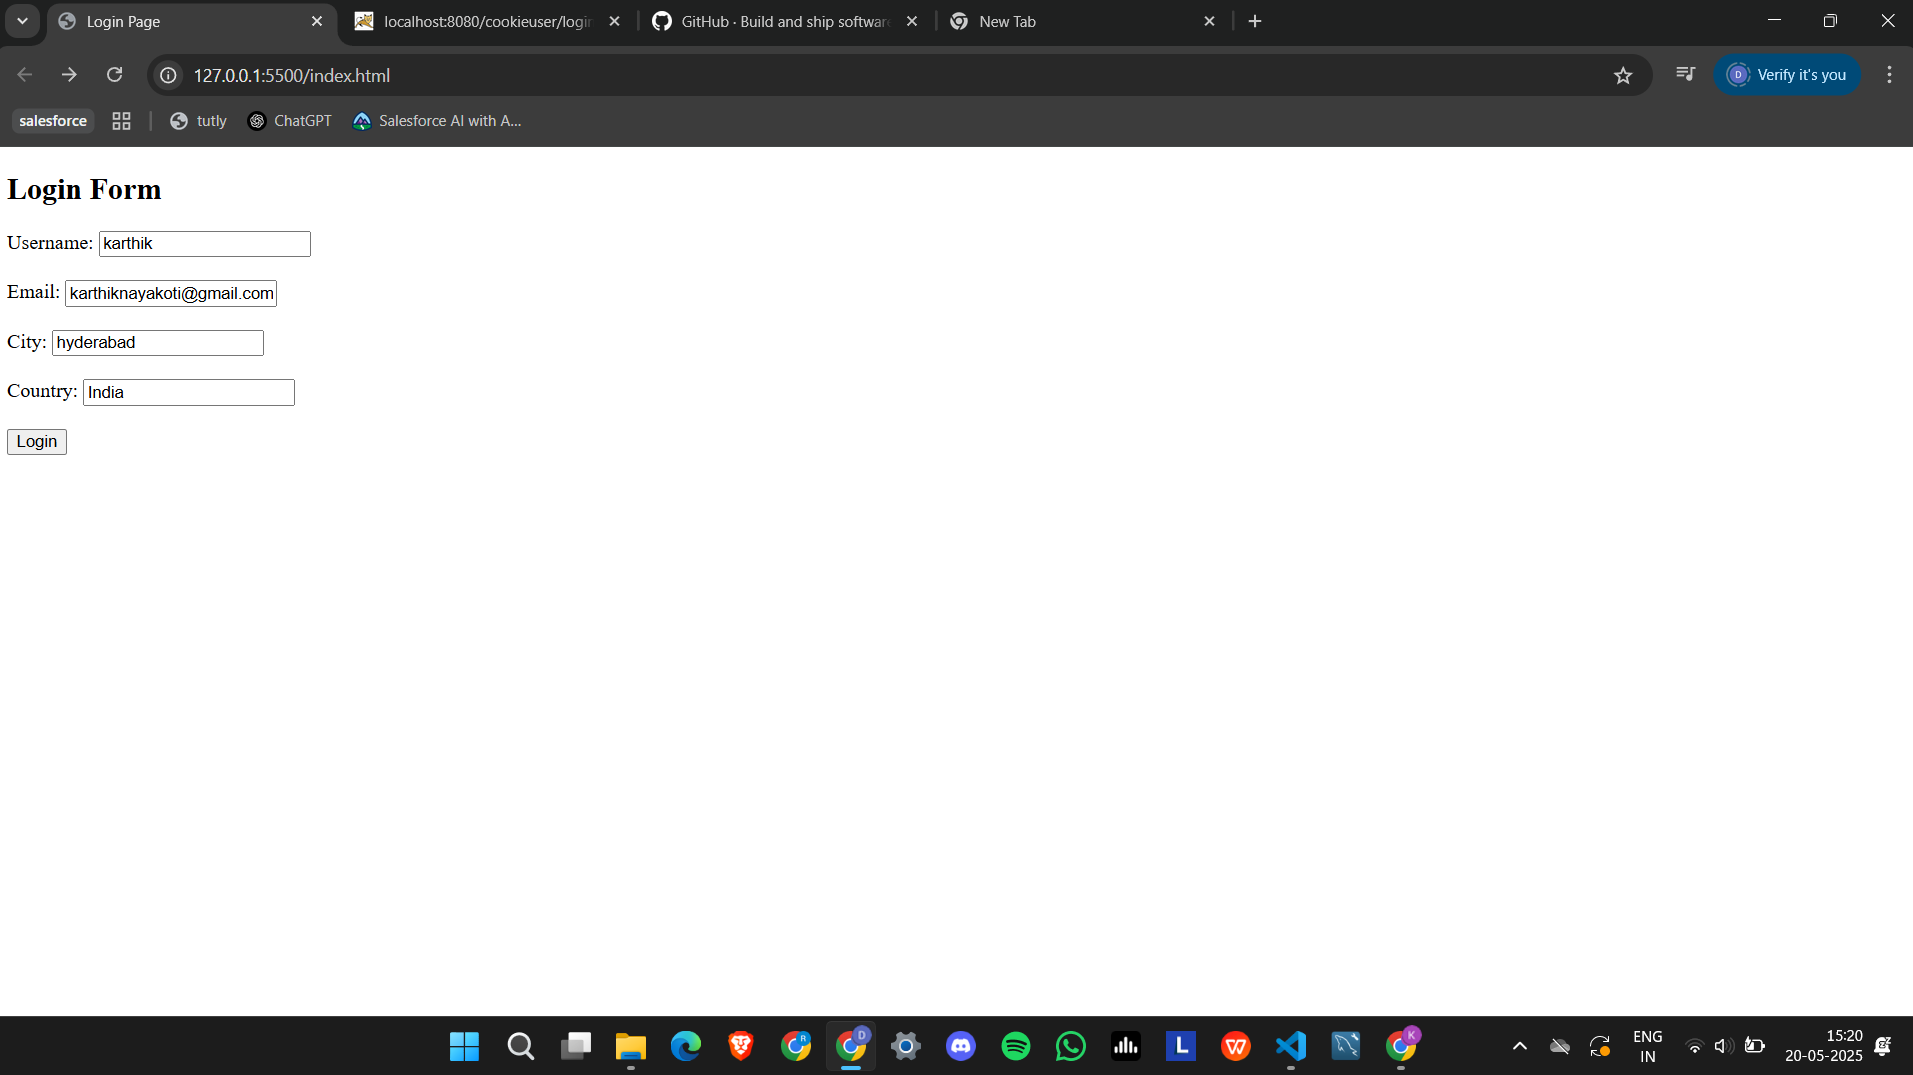 Login Page
localhost:8080/cookieuser/login
GitHub · Build and ship software
New Tab
127.0.0.1:5500/index.html
D
Verify it's you
salesforce
tutly
ChatGPT
Salesforce AI with A...
Login Form
Username: karthik
Email: karthiknayakoti@gmail.com
City: hyderabad
Country: India
Login
R
D
L
W
K
ENG
IN
15:20
20-05-2025